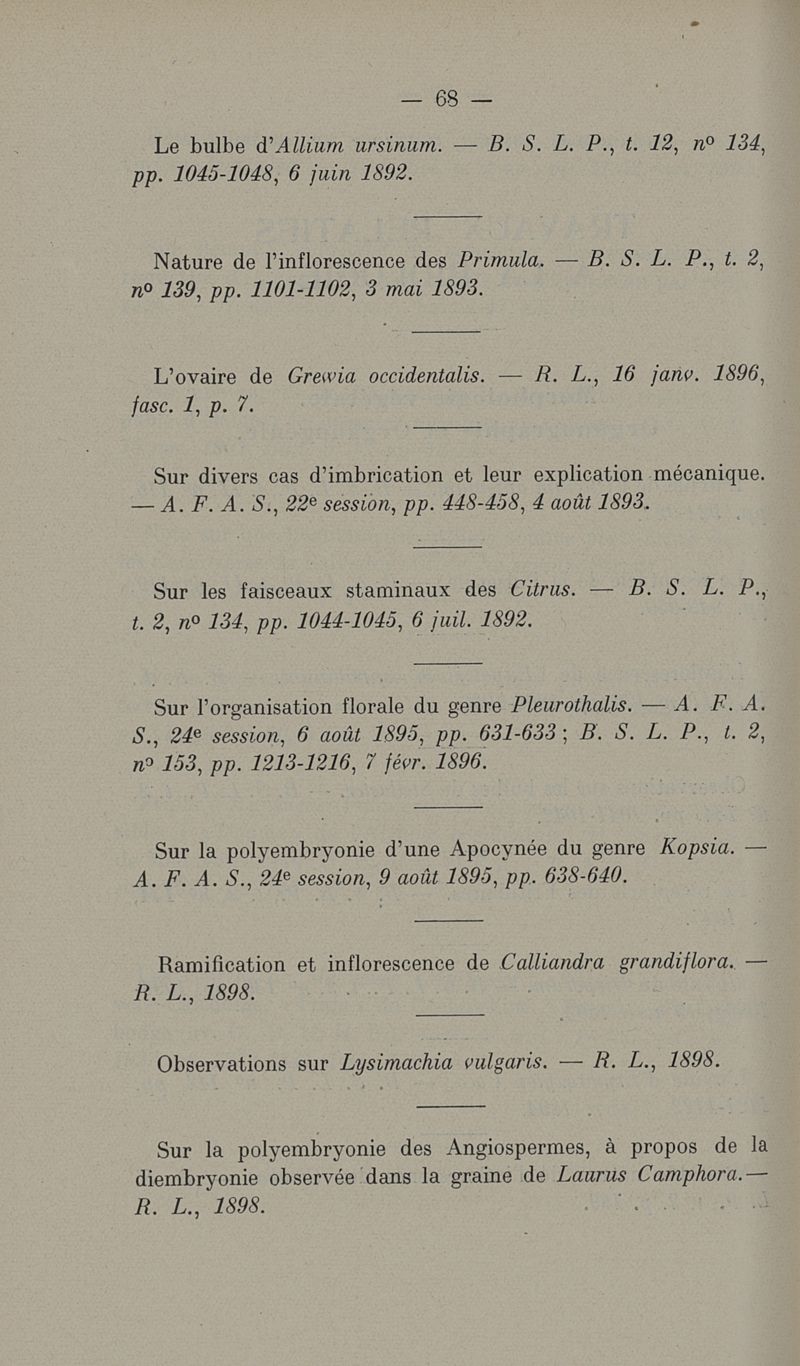 — 68 —
Le bulbe d'Allium ursinum. — B. S. L. P., t. 12, nº 134,
pp. 1045-1048, 6 juin 1892.
Nature de l'inflorescence des Primula. — B. S. L. P., t. 2,
nº 139, pp. 1101-1102, 3 mai 1893.
L'ovaire de Grewia occidentalis. — R. L., 16 janv. 1896,
fasc. 1, p. 7.
Sur divers cas d'imbrication et leur explication mécanique.
— A. F. A. S., 22e session, pp. 448-458, 4 août 1893.
Sur les faisceaux staminaux des Citrus. — B. S. L. P.,
t. 2, nº 134, pp. 1044-1045, 6 juil. 1892.
Sur l'organisation florale du genre Pleurothalis. — A. F. A.
S., 24e session, 6 août 1895, pp. 631-633 ; B. S. L. P., t. 2,
nº 153, pp. 1213-1216, 7 févr. 1896.
Sur la polyembryonie d'une Apocynée du genre Kopsia. —
A. F. A. S., 24e session, 9 août 1895, pp. 638-640.
Ramification et inflorescence de Calliandra grandiflora. —
R. L., 1898.
Observations sur Lysimachia vulgaris. — R. L., 1898.
Sur la polyembryonie des Angiospermes, à propos de la
diembryonie observée dans la graine de Laurus Camphora. —
R. L., 1898.